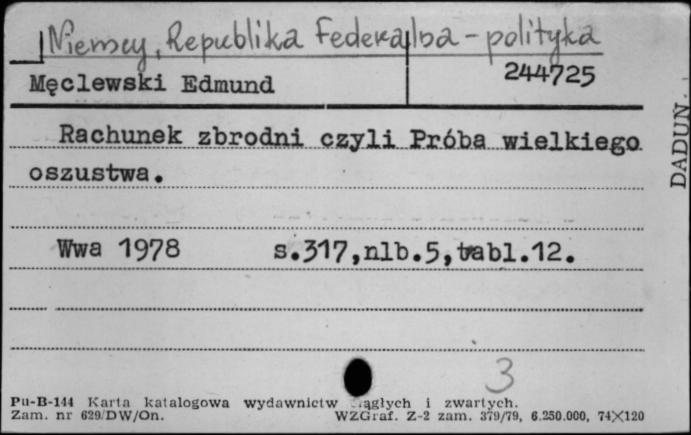 Niemcy, Republika Federalna - polityka
Męclewski Edmund
244725
Rachunek zbrodni czyli Próba wielkiego
oszustwa.
Wwa 1978 s.317,nlb.5,tabl.12.
3
Pu-B-144 Karta katalogowa wydawnictw i zwartych.
Zam. nr 629/DW/On. WZGraf. Z-2 zam. 379/79, 6.250.000, 74×120
DADUN.